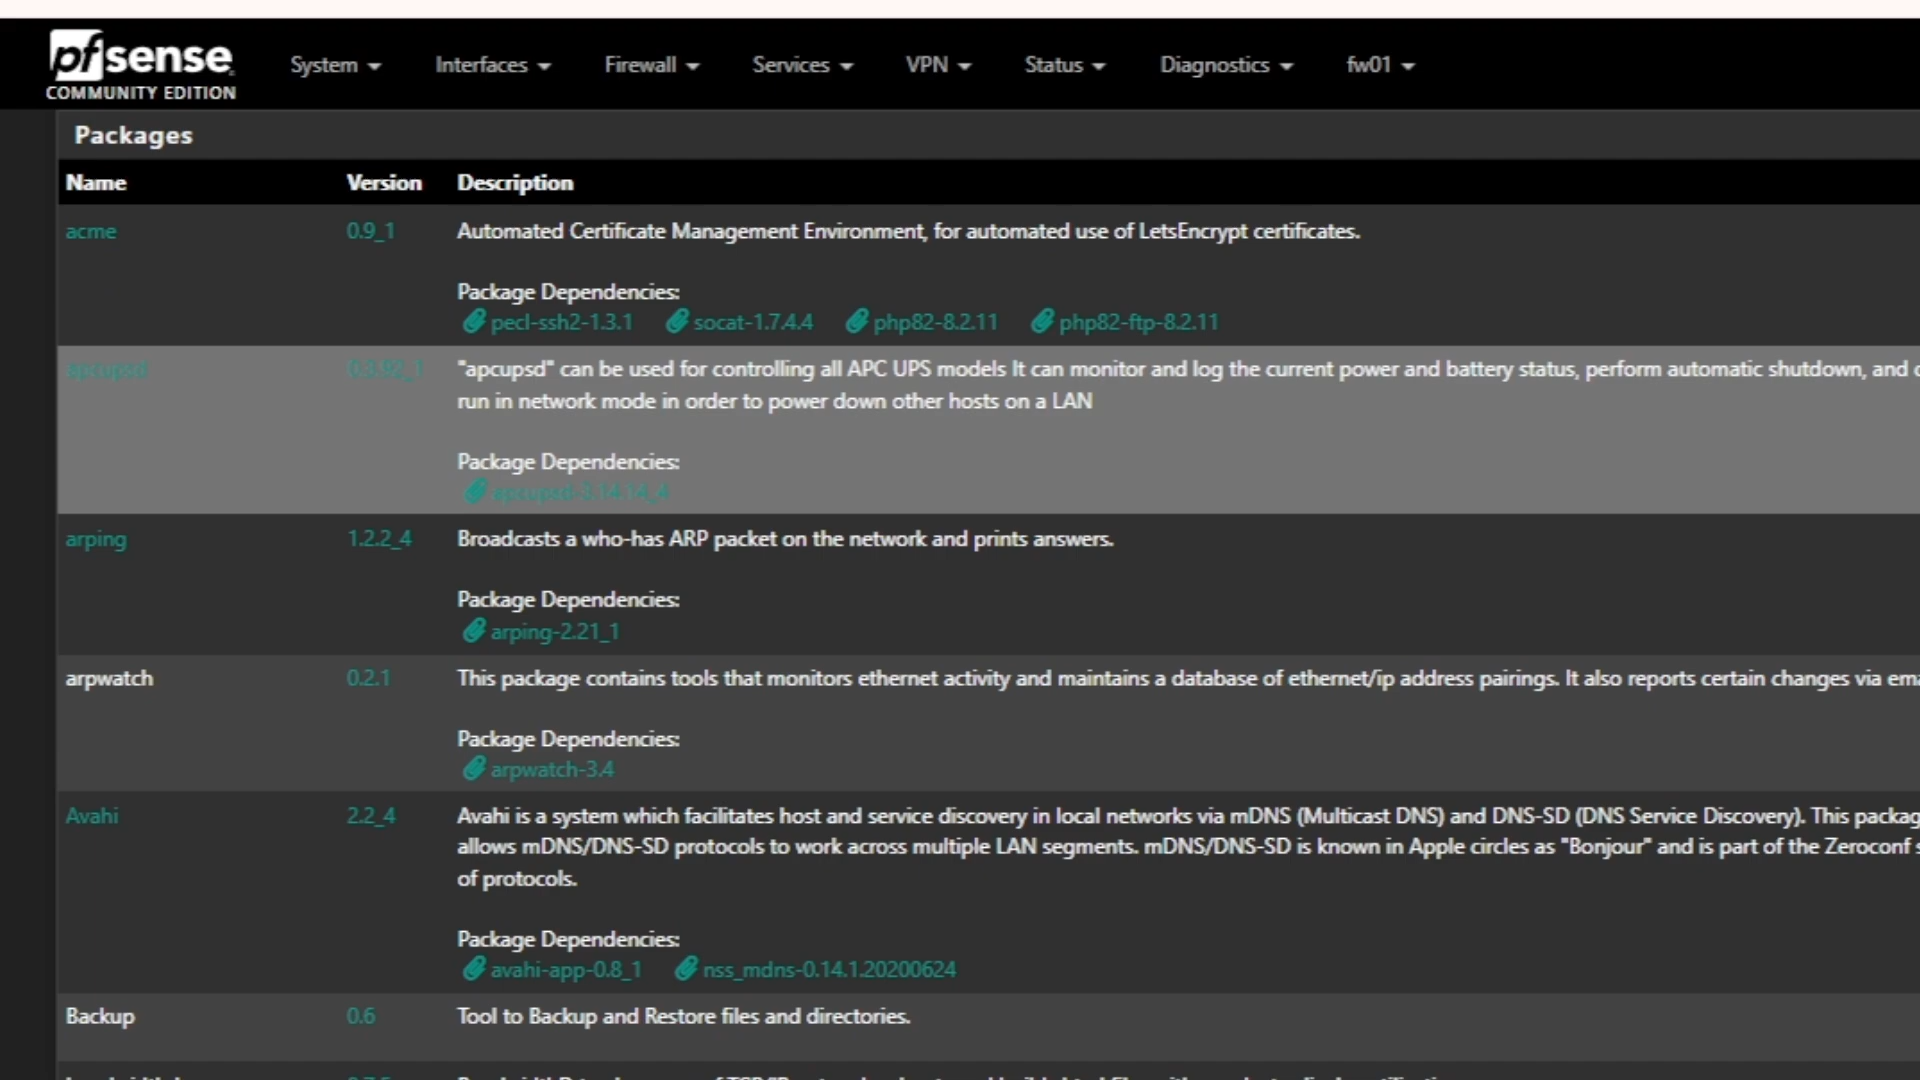 pfsense
COMMUNITY EDITION
System Interfaces Firewall Services VPN Status Diagnostics fw01
Packages
Name Version Description
acme 0.9_1 Automated Certificate Management Environment, for automated use of LetsEncrypt certificates.
Package Dependencies:
pecl-ssh2-1.3.1 socat-1.7.4.4 php82-8.2.11 php82-ftp-8.2.11
apcupsd 0.3.92_1 "apcupsd" can be used for controlling all APC UPS models It can monitor and log the current power and battery status, perform automatic shutdown, and
run in network mode in order to power down other hosts on a LAN
Package Dependencies:
apcupsd-3.14.14_4
arping 1.2.2_4 Broadcasts a who-has ARP packet on the network and prints answers.
Package Dependencies:
arping-2.21_1
arpwatch 0.2.1 This package contains tools that monitors ethernet activity and maintains a database of ethernet/ip address pairings. It also reports certain changes via
Package Dependencies:
arpwatch-3.4
Avahi 2.2_4 Avahi is a system which facilitates host and service discovery in local networks via mDNS (Multicast DNS) and DNS-SD (DNS Service Discovery). This
allows mDNS/DNS-SD protocols to work across multiple LAN segments. mDNS/DNS-SD is known in Apple circles as "Bonjour" and is part of the Zeroconf
of protocols.
Package Dependencies:
avahi-app-0.8_1 nss_mdns-0.14.1.20200624
Backup 0.6 Tool to Backup and Restore files and directories.